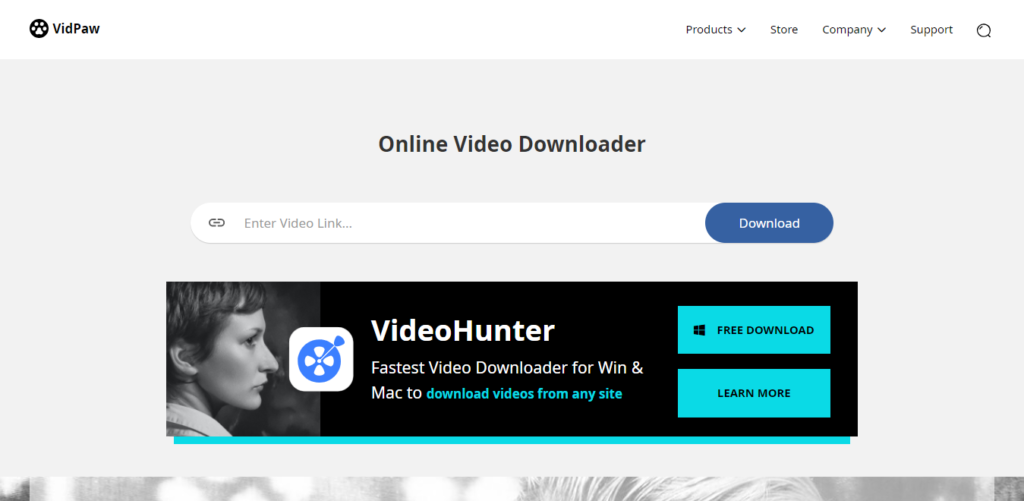 VidPaw
Products
Store
Company
Support
Online Video Downloader
Enter Video Link...
Download
VideoHunter
Fastest Video Downloader for Win &
Mac to download videos from any site
FREE DOWNLOAD
LEARN MORE